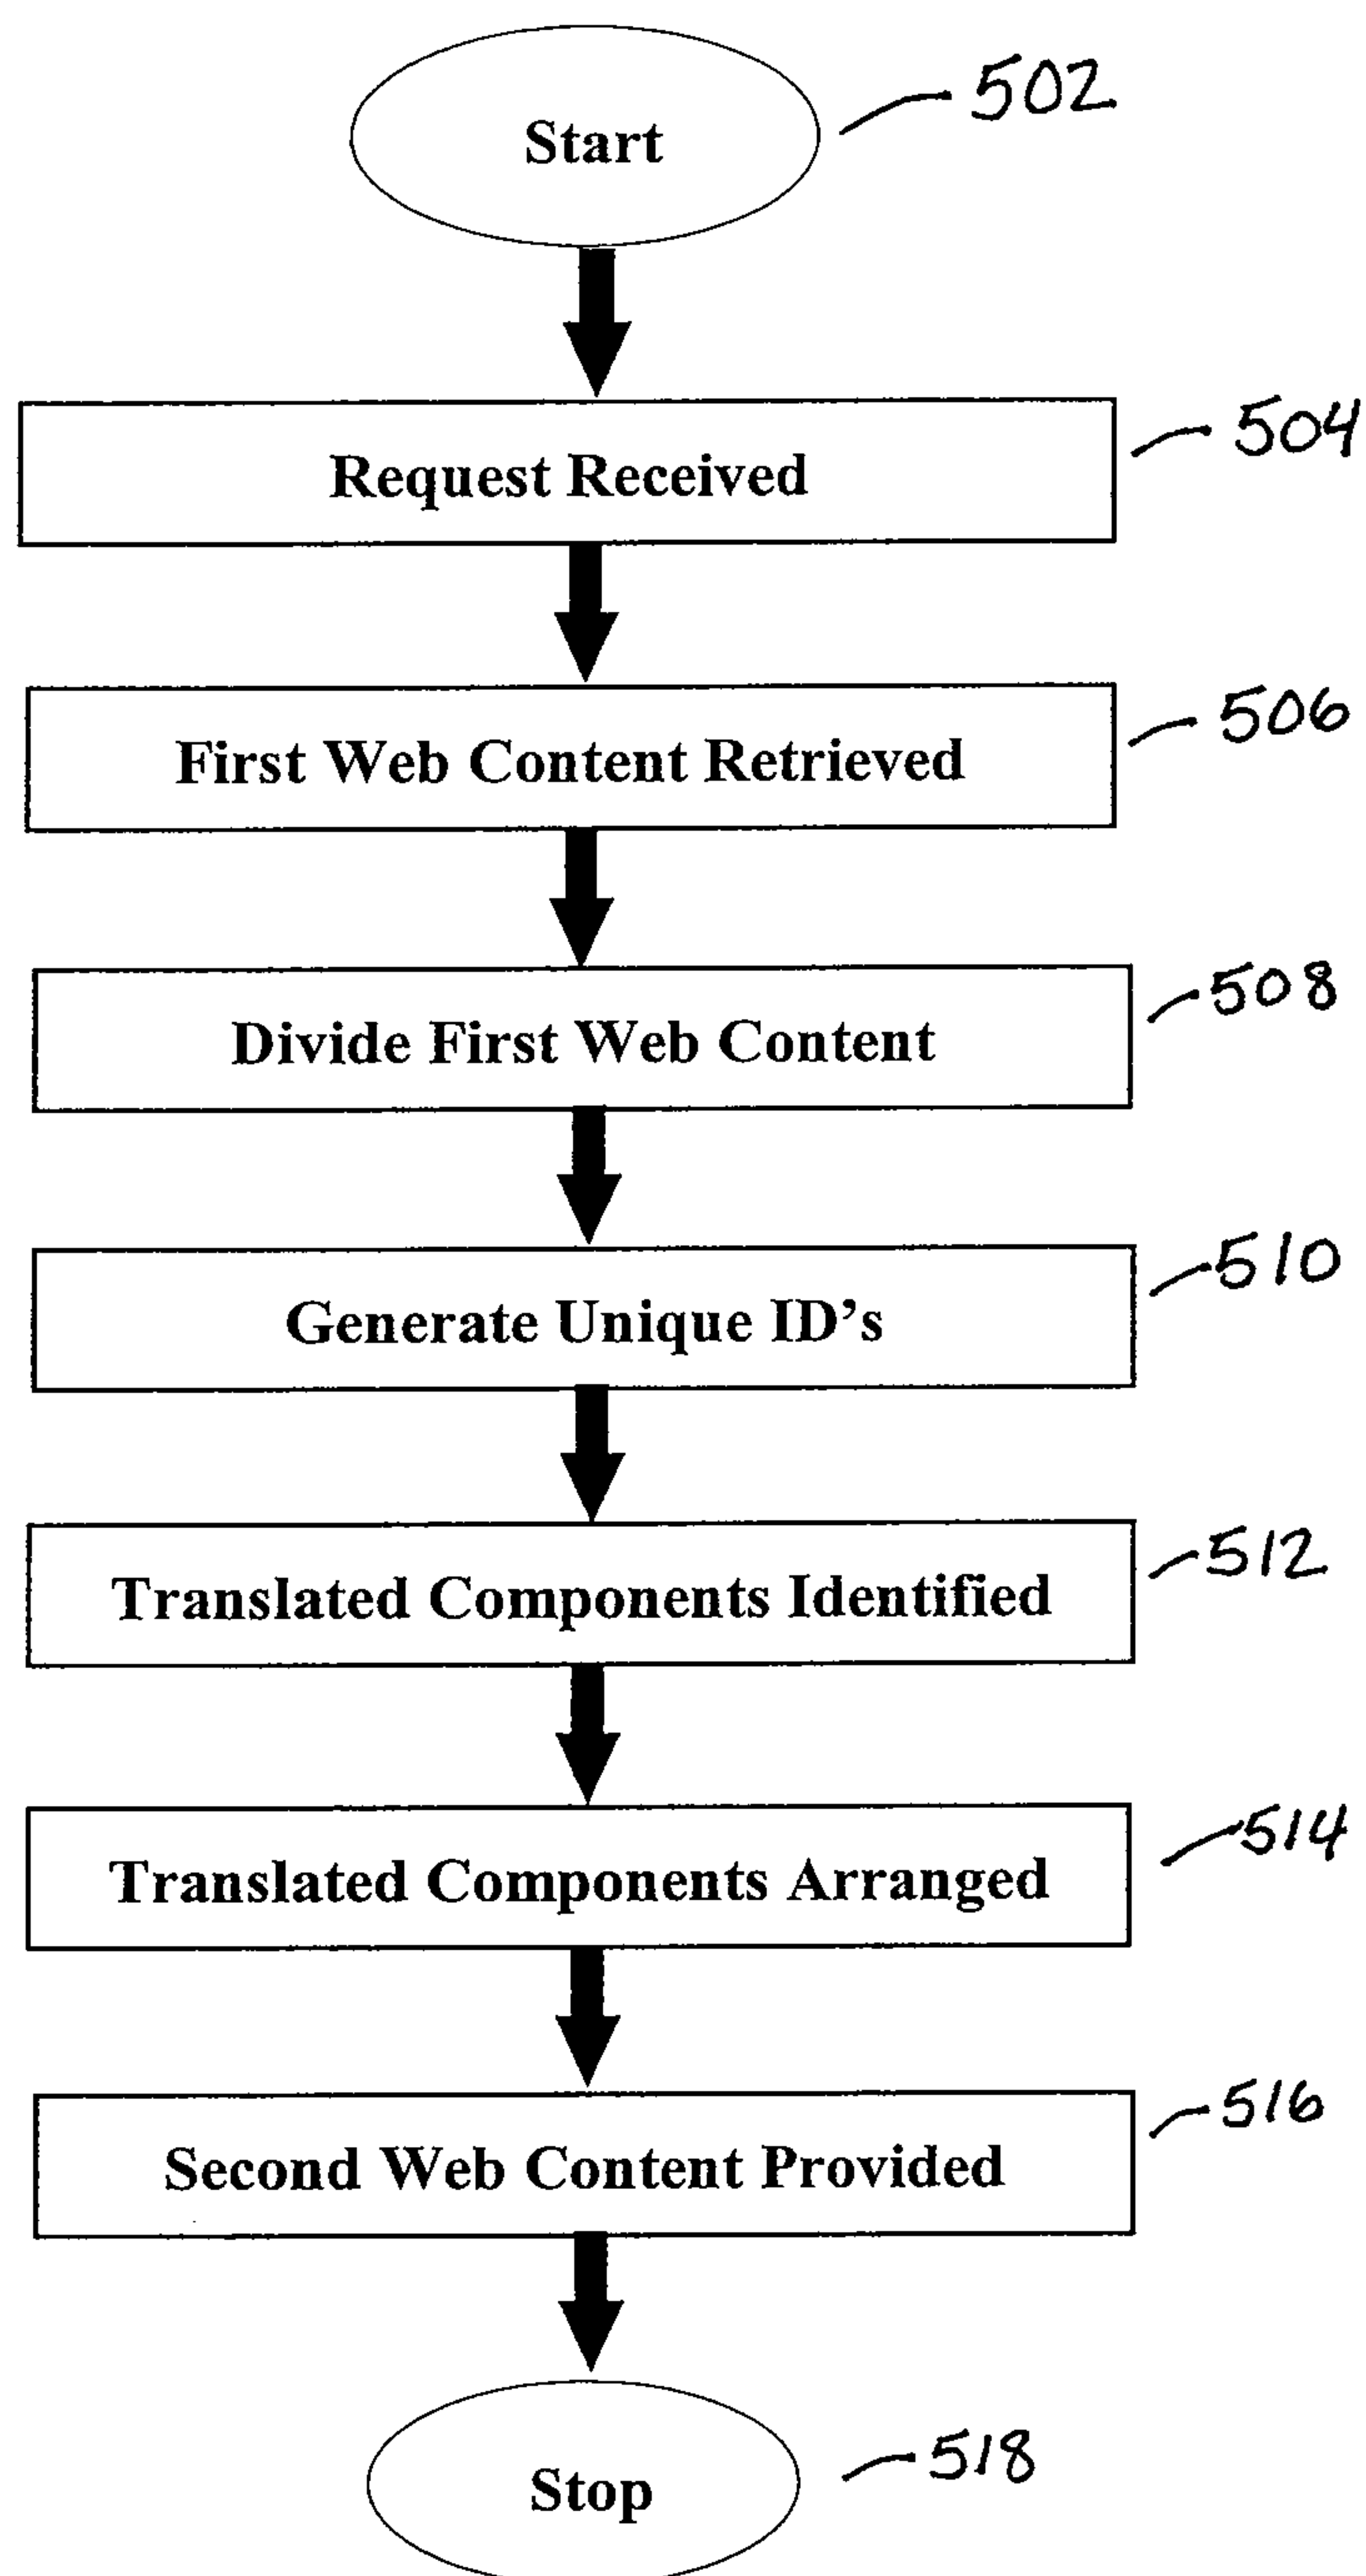 Start
502
Request Received
504
First Web Content Retrieved
506
Divide First Web Content
508
Generate Unique ID's
510
Translated Components Identified
512
Translated Components Arranged
514
Second Web Content Provided
516
Stop
518